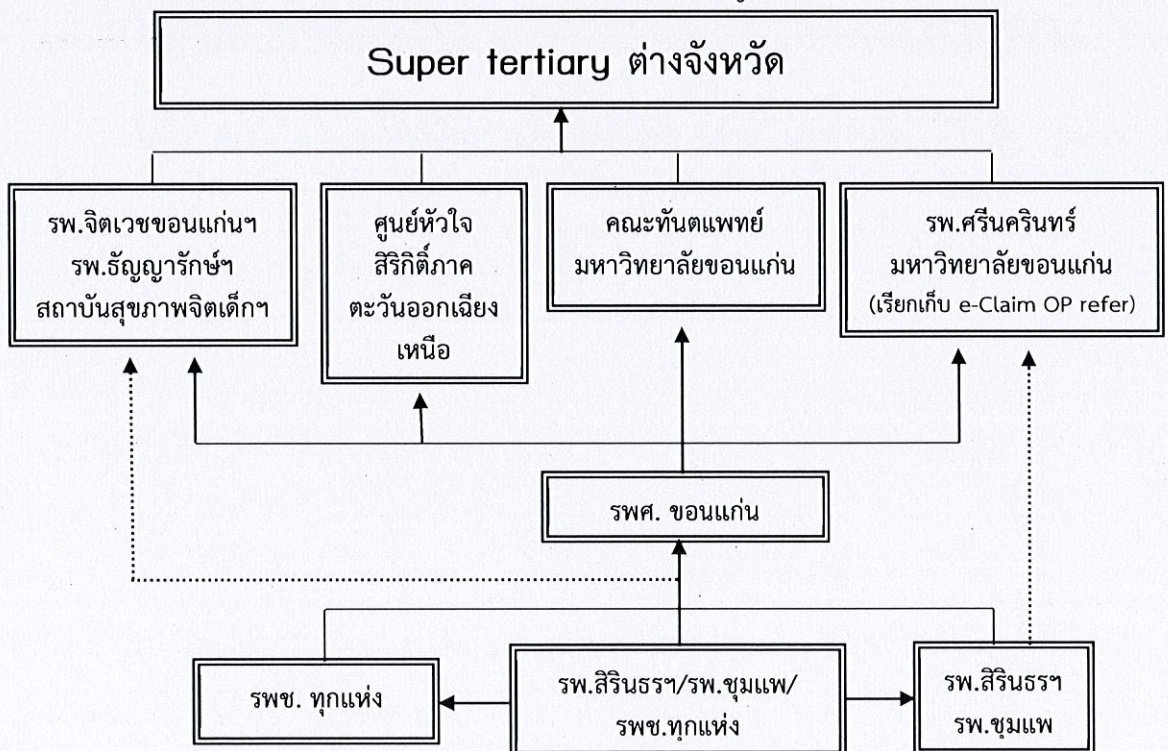 Super tertiary ต่างจังหวัด
รพ.จิตเวชขอนแก่นฯ
รพ.ธัญญารักษ์ฯ
สถาบันสุขภาพจิตเด็กฯ
ศูนย์หัวใจ
สิริกิติ์ภาค
ตะวันออกเฉียง
เหนือ
คณะทันตแพทย์
มหาวิทยาลัยขอนแก่น
รพ.ศรีนครินทร์
มหาวิทยาลัยขอนแก่น
(เรียกเก็บ e-Claim OP refer)
รพศ. ขอนแก่น
รพช. ทุกแห่ง
รพ.สิรินธรฯ/รพ.ชุมแพ/
รพช.ทุกแห่ง
รพ.สิรินธรฯ
รพ.ชุมแพ